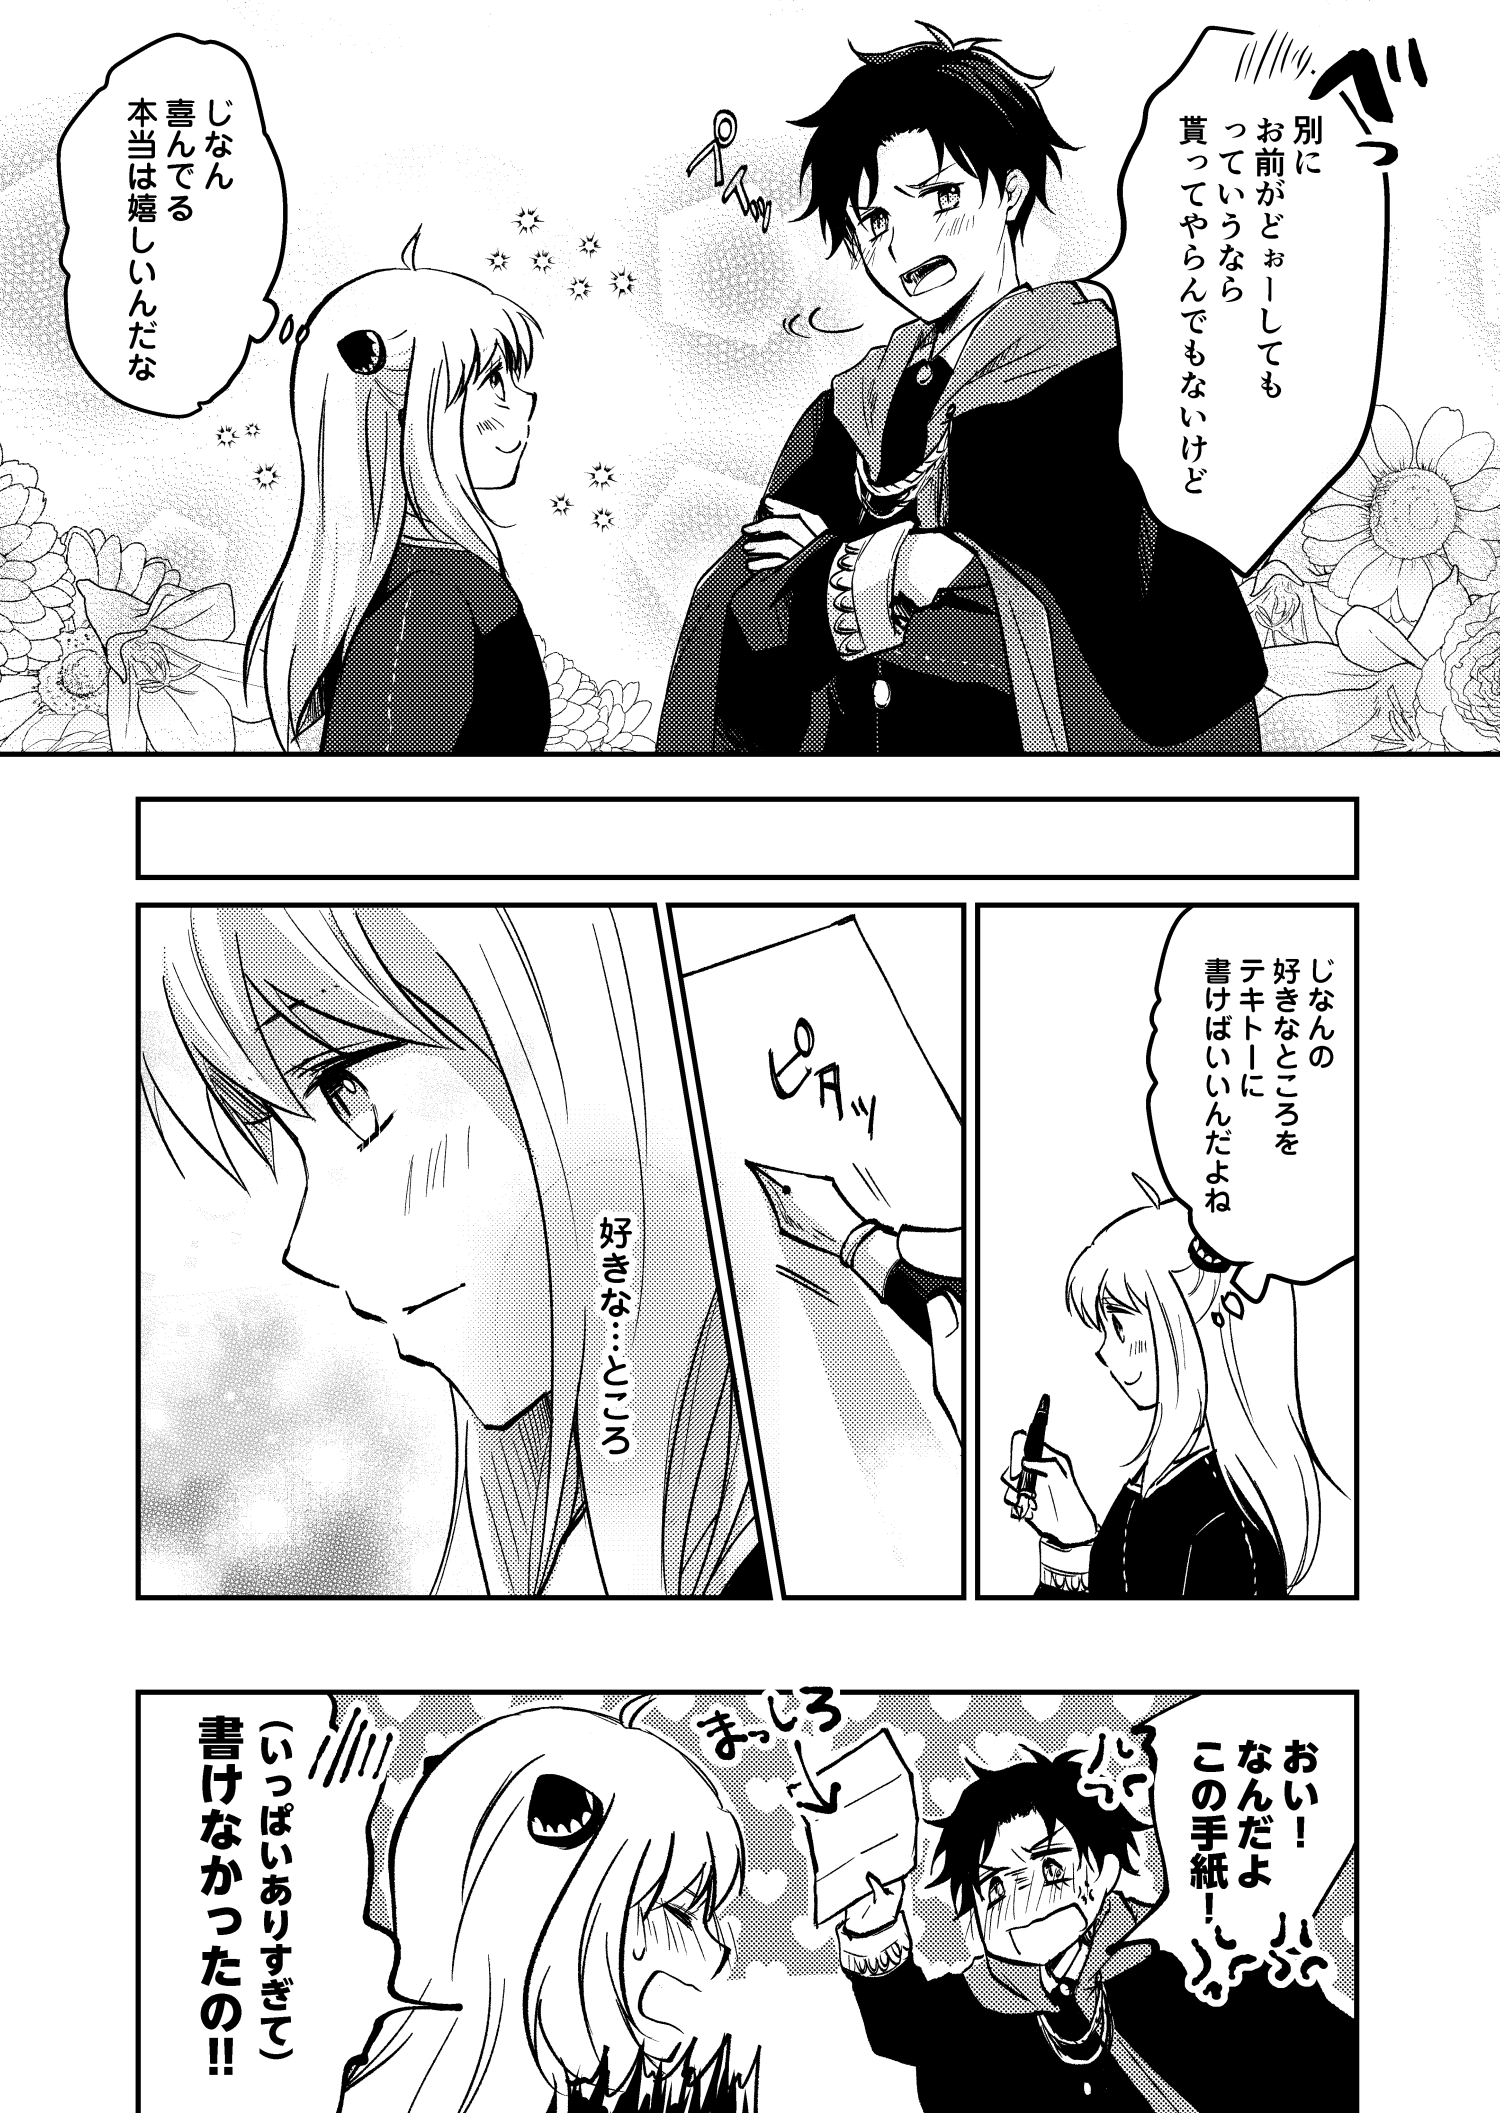 べっ
別に
お前がどぉーしても
っていうなら
貰ってやらんでもないけど
プイッ
じなん
喜んでる
本当は嬉しいんだな
じなんの
好きなところを
テキトーに
書けばいいんだよね
ピタッ
好きな…ところ
おい！
なんだよ
この手紙！
まっしろ
(いっぱいありすぎて)
書けなかったの!!